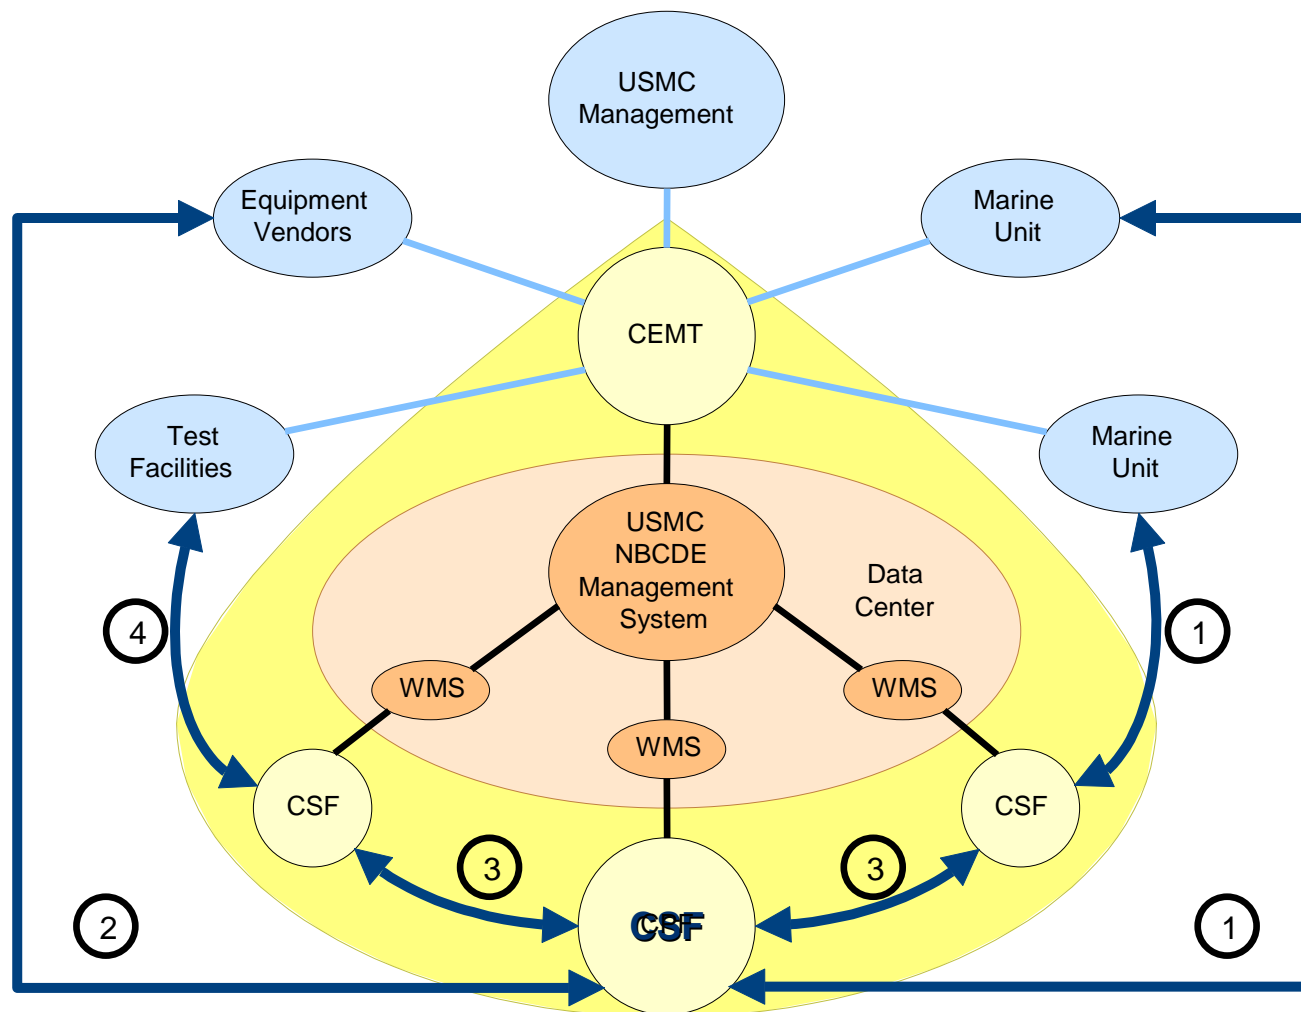 USMC
Management
Equipment
Vendors
Marine
Unit
CEMT
Test
Facilities
Marine
Unit
USMC
NBCDE
Management
System
Data
Center
4
1
WMS
WMS
WMS
CSF
CSF
3
3
2
CSF
1